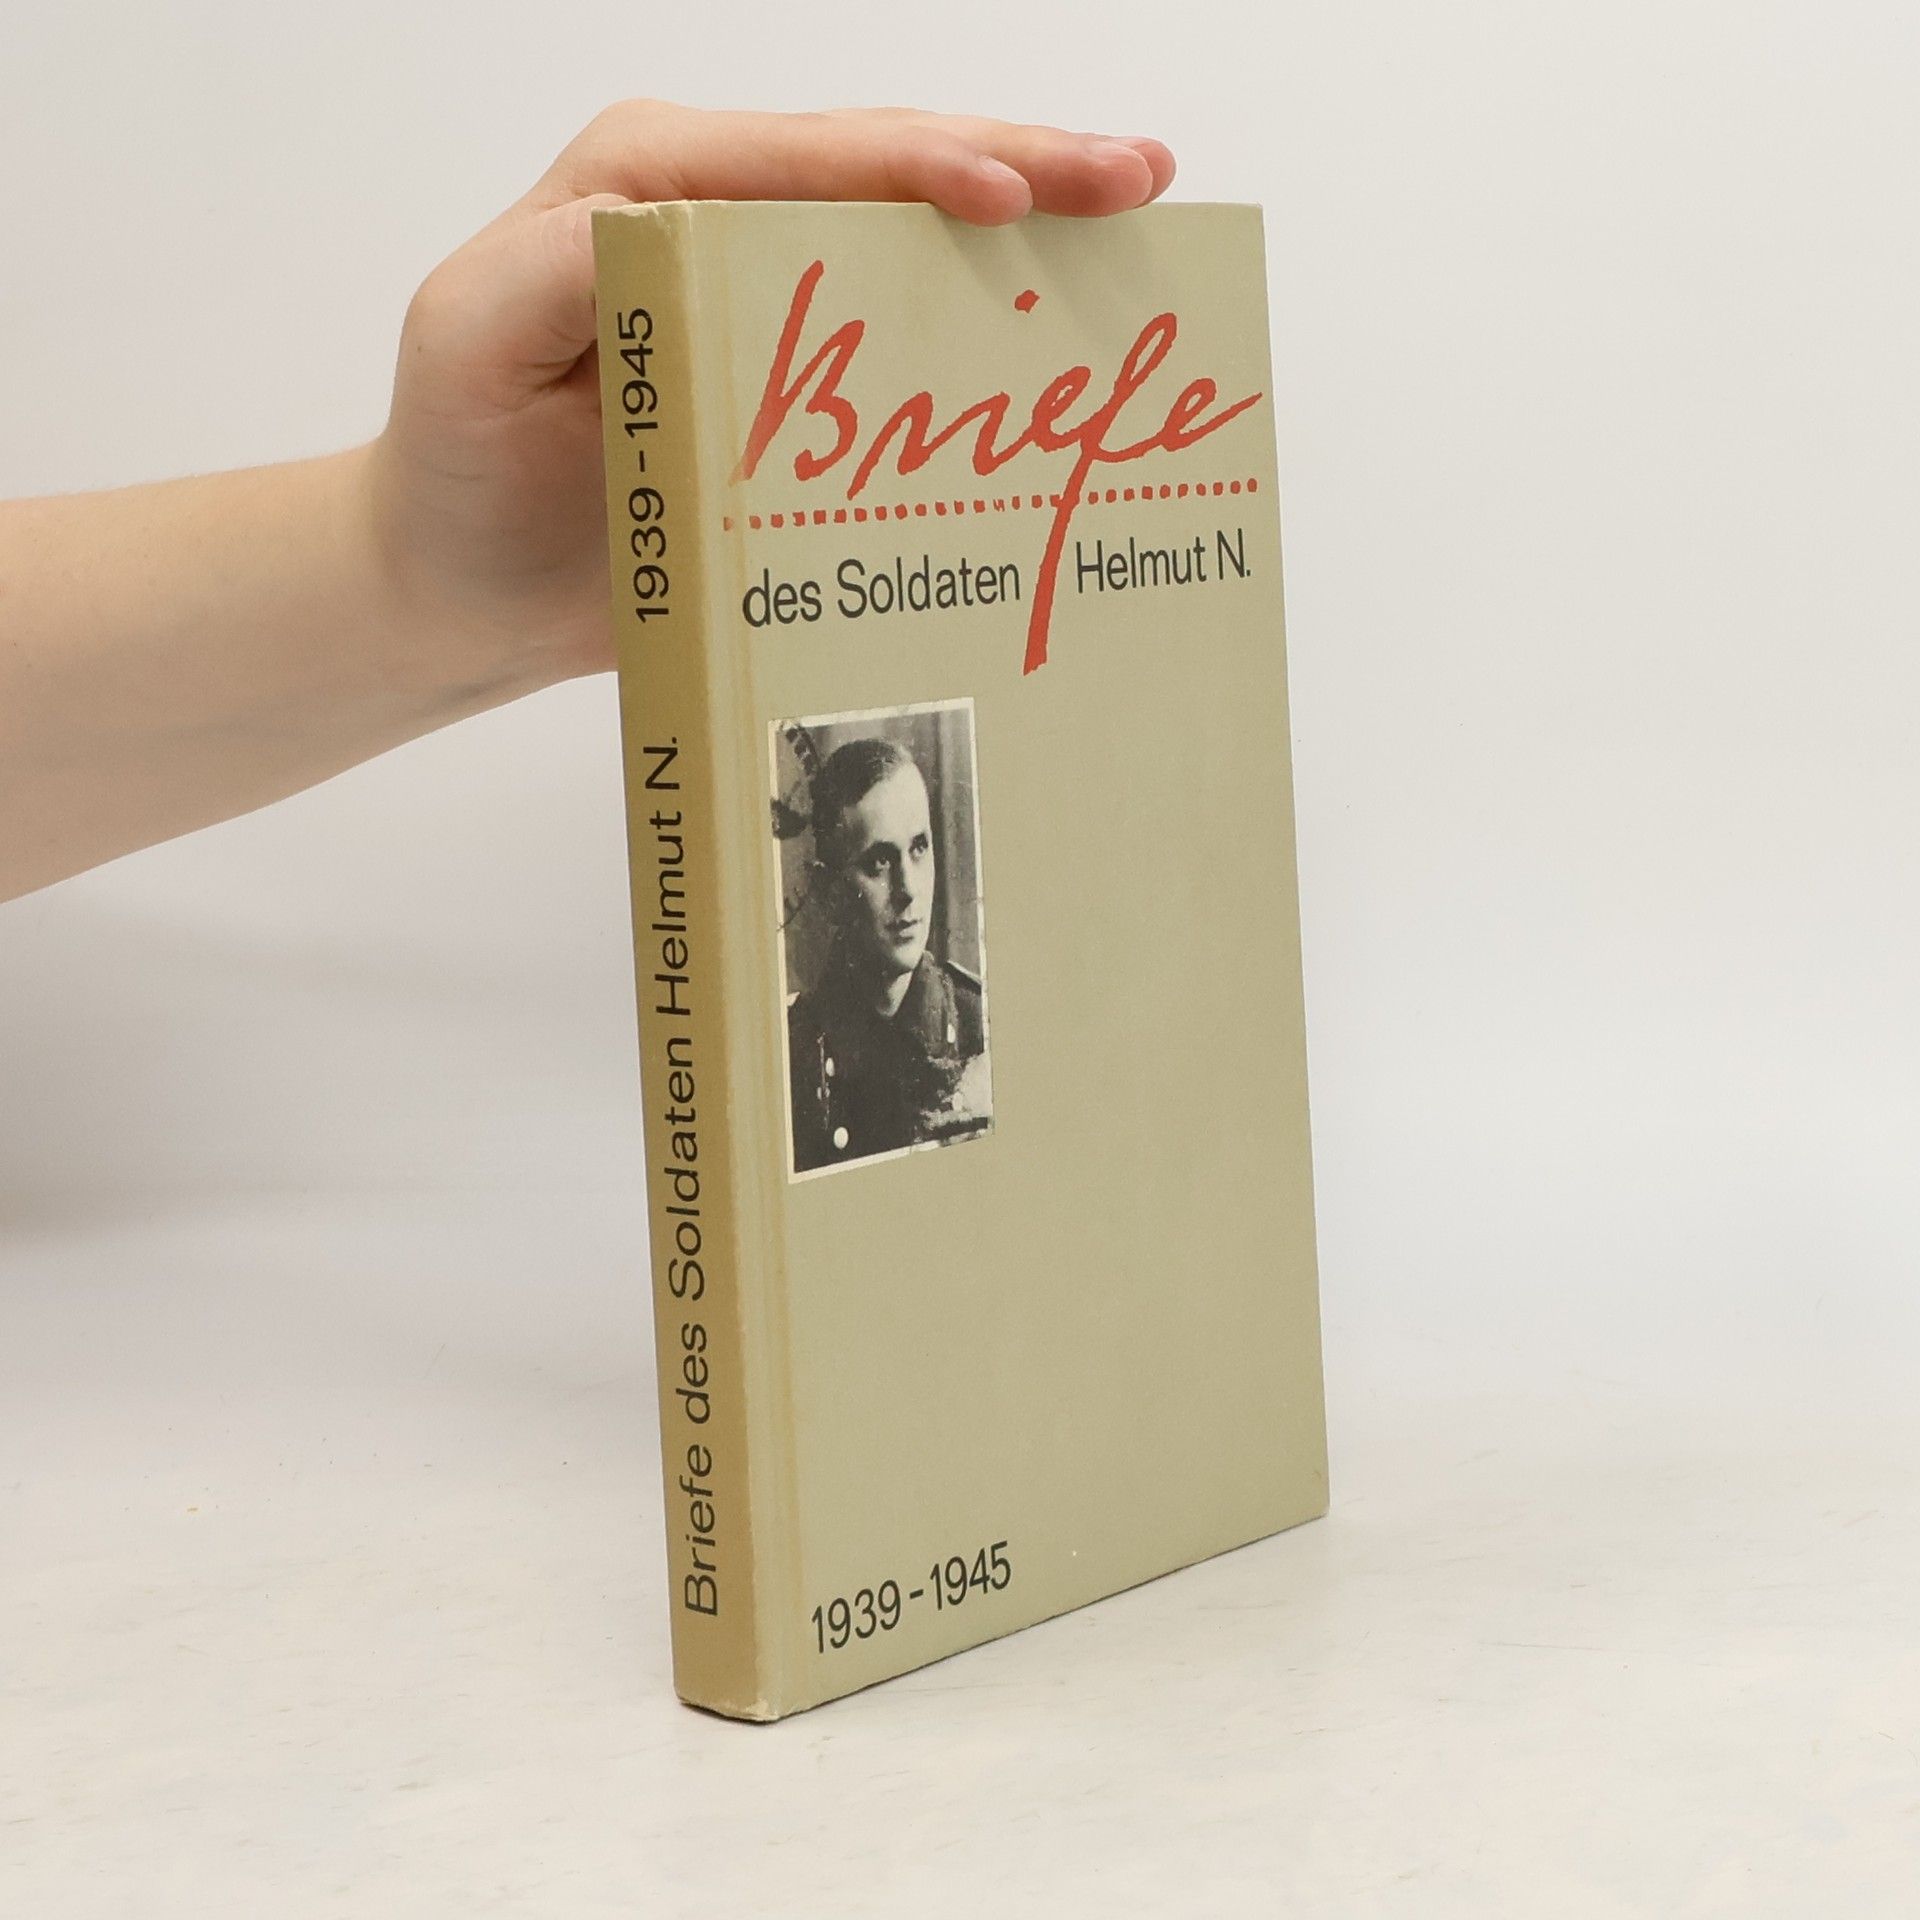 Briefe des Soldaten Helmut N. 1939-1945
Briefe
des Soldaten Helmut N.
1939-1945